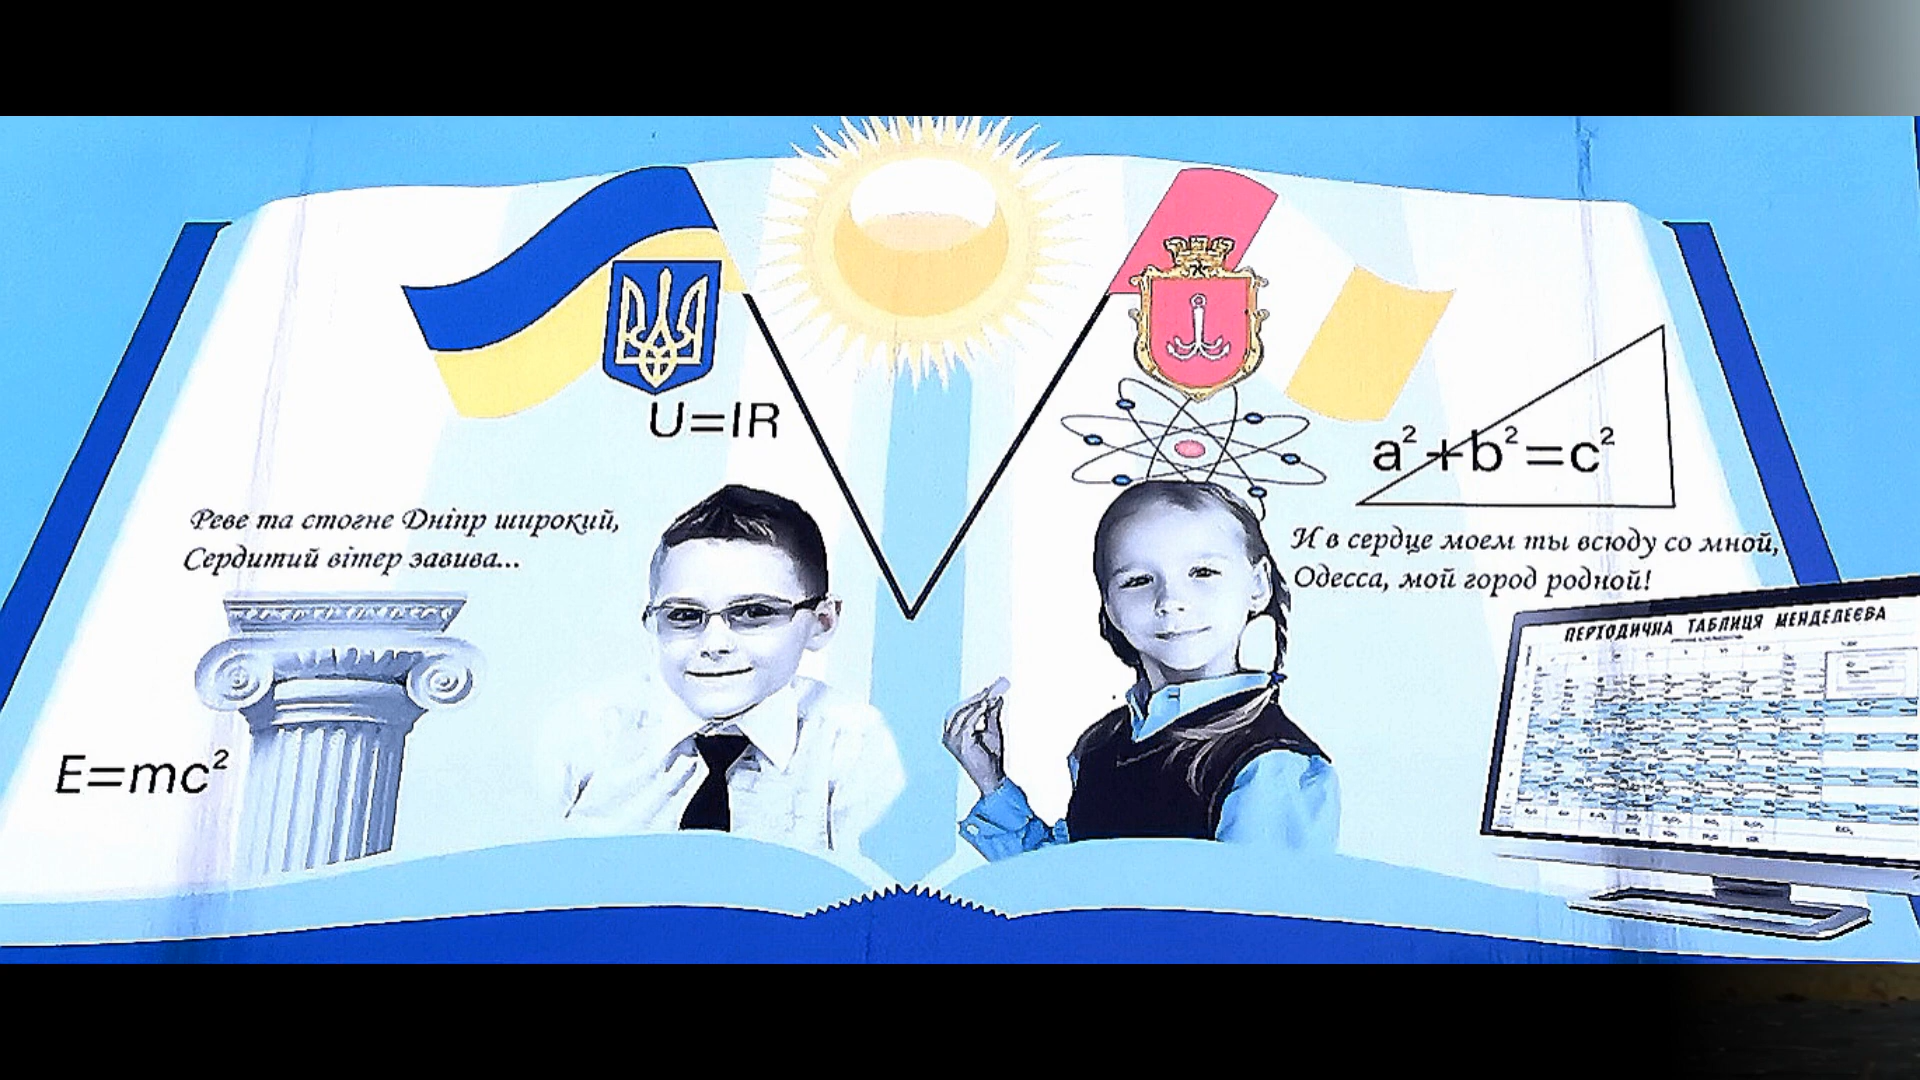 U=IR
a²+b²=c²
Реве та стогне Дніпр широкий,
Сердитий вітер завива...
И в сердце моем ты всюду со мной,
Одесса, мой город родной!
ПЕРІОДИЧНА ТАБЛИЦЯ МЕНДЕЛЕЄВА
E=mc²